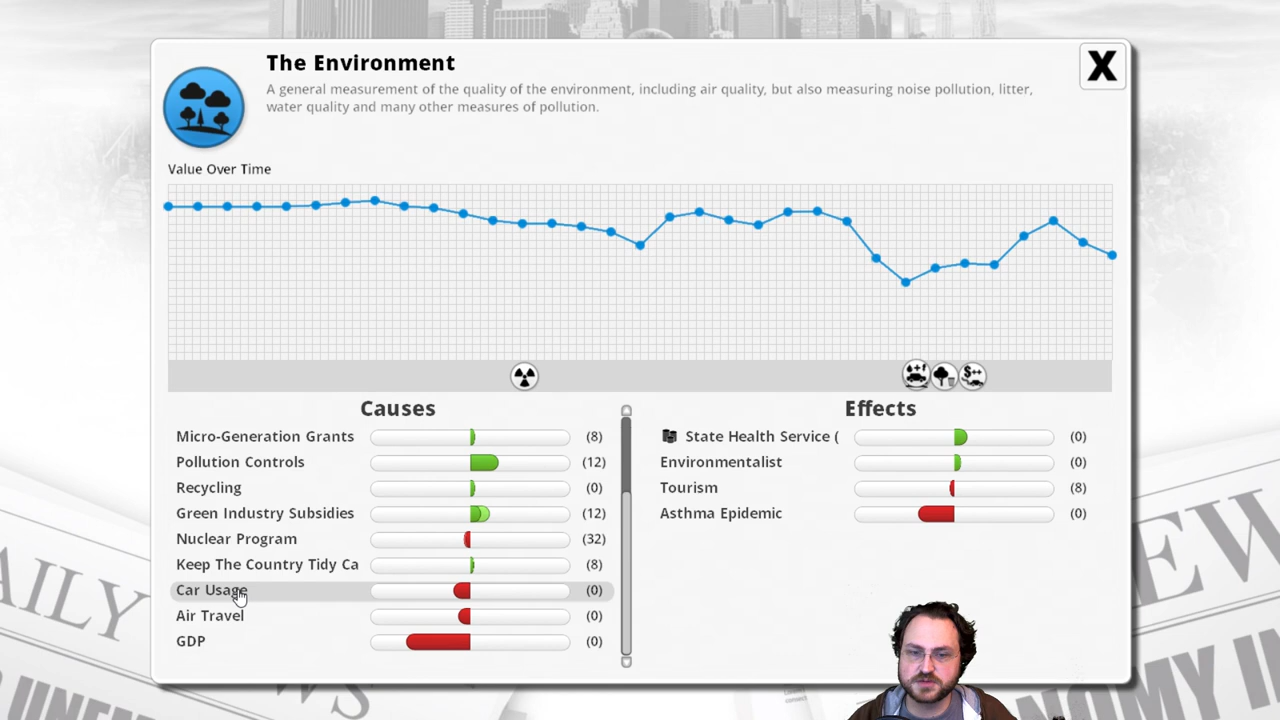 The Environment
X
A general measurement of the quality of the environment, including air quality, but also measuring noise pollution, litter,
water quality and many other measures of pollution.
Value Over Time
Causes
Effects
Micro-Generation Grants (8)
Pollution Controls (12)
Recycling (0)
Green Industry Subsidies (12)
Nuclear Program (32)
Keep The Country Tidy Ca (8)
Car Usage (0)
Air Travel (0)
GDP (0)
State Health Service ( (0)
Environmentalist (0)
Tourism (8)
Asthma Epidemic (0)
$++
DAILY
NEWS